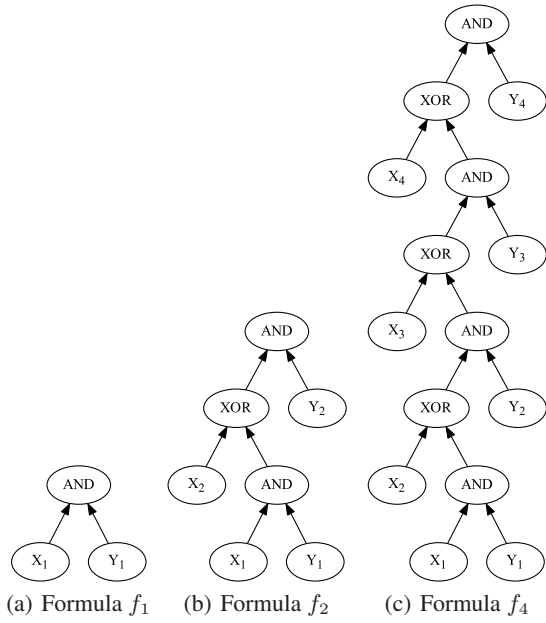 AND
XOR Y₄
X₄ AND
XOR Y₃
AND X₃ AND
XOR Y₂ XOR Y₂
AND X₂ AND X₂ AND
X₁ Y₁ X₁ Y₁ X₁ Y₁
(a) Formula f₁ (b) Formula f₂ (c) Formula f₄